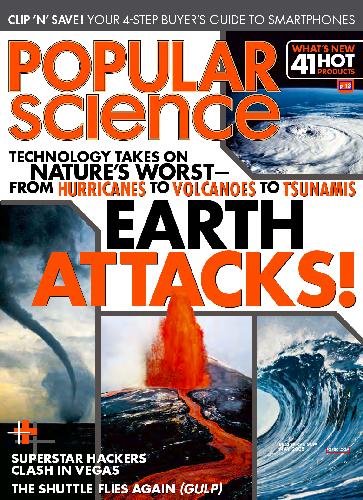 CLIP 'N' SAVE! YOUR 4-STEP BUYER'S GUIDE TO SMARTPHONES
POPULAR
SCIENCE
WHAT'S NEW
41 HOT
PRODUCTS
p 18
TECHNOLOGY TAKES ON
NATURE'S WORST—
FROM HURRICANES TO VOLCANOES TO TSUNAMIS
EARTH
ATTACKS!
SUPERSTAR HACKERS
CLASH IN VEGAS
THE SHUTTLE FLIES AGAIN (GULP)